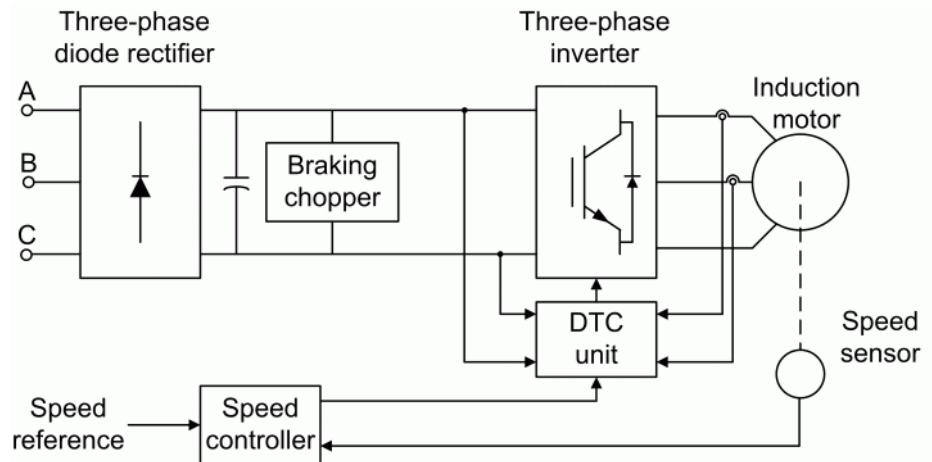 Three-phase
diode rectifier
Three-phase
inverter
A
B
C
Braking
chopper
Induction
motor
DTC
unit
Speed
sensor
Speed
reference
Speed
controller